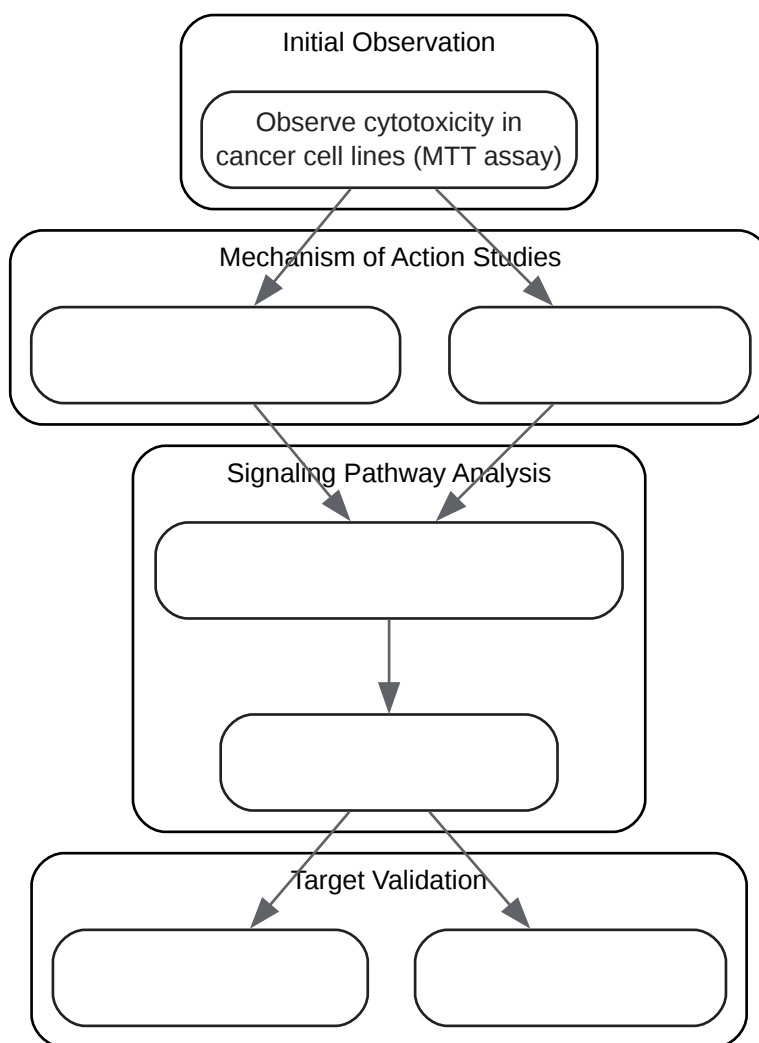 Initial Observation
Observe cytotoxicity in
cancer cell lines (MTT assay)
Mechanism of Action Studies
Signaling Pathway Analysis
Target Validation